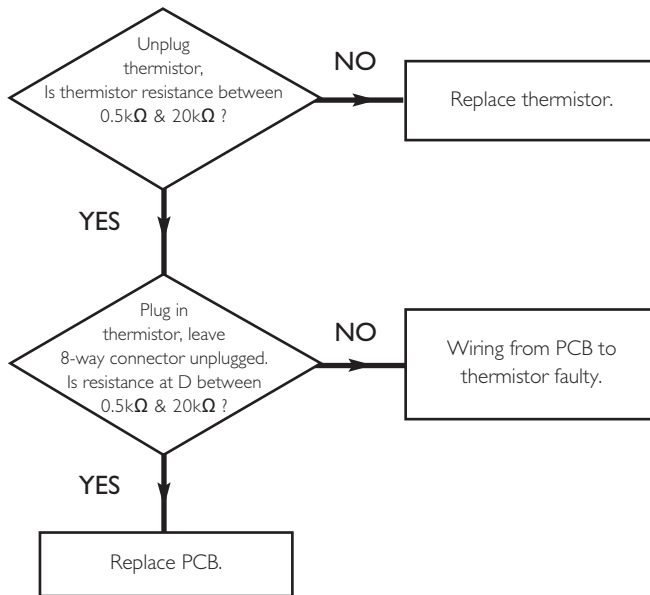 Unplug
thermistor,
Is thermistor resistance between
0.5kΩ & 20kΩ ?
NO
Replace thermistor.
YES
Plug in
thermistor, leave
8-way connector unplugged.
Is resistance at D between
0.5kΩ & 20kΩ ?
NO
Wiring from PCB to
thermistor faulty.
YES
Replace PCB.